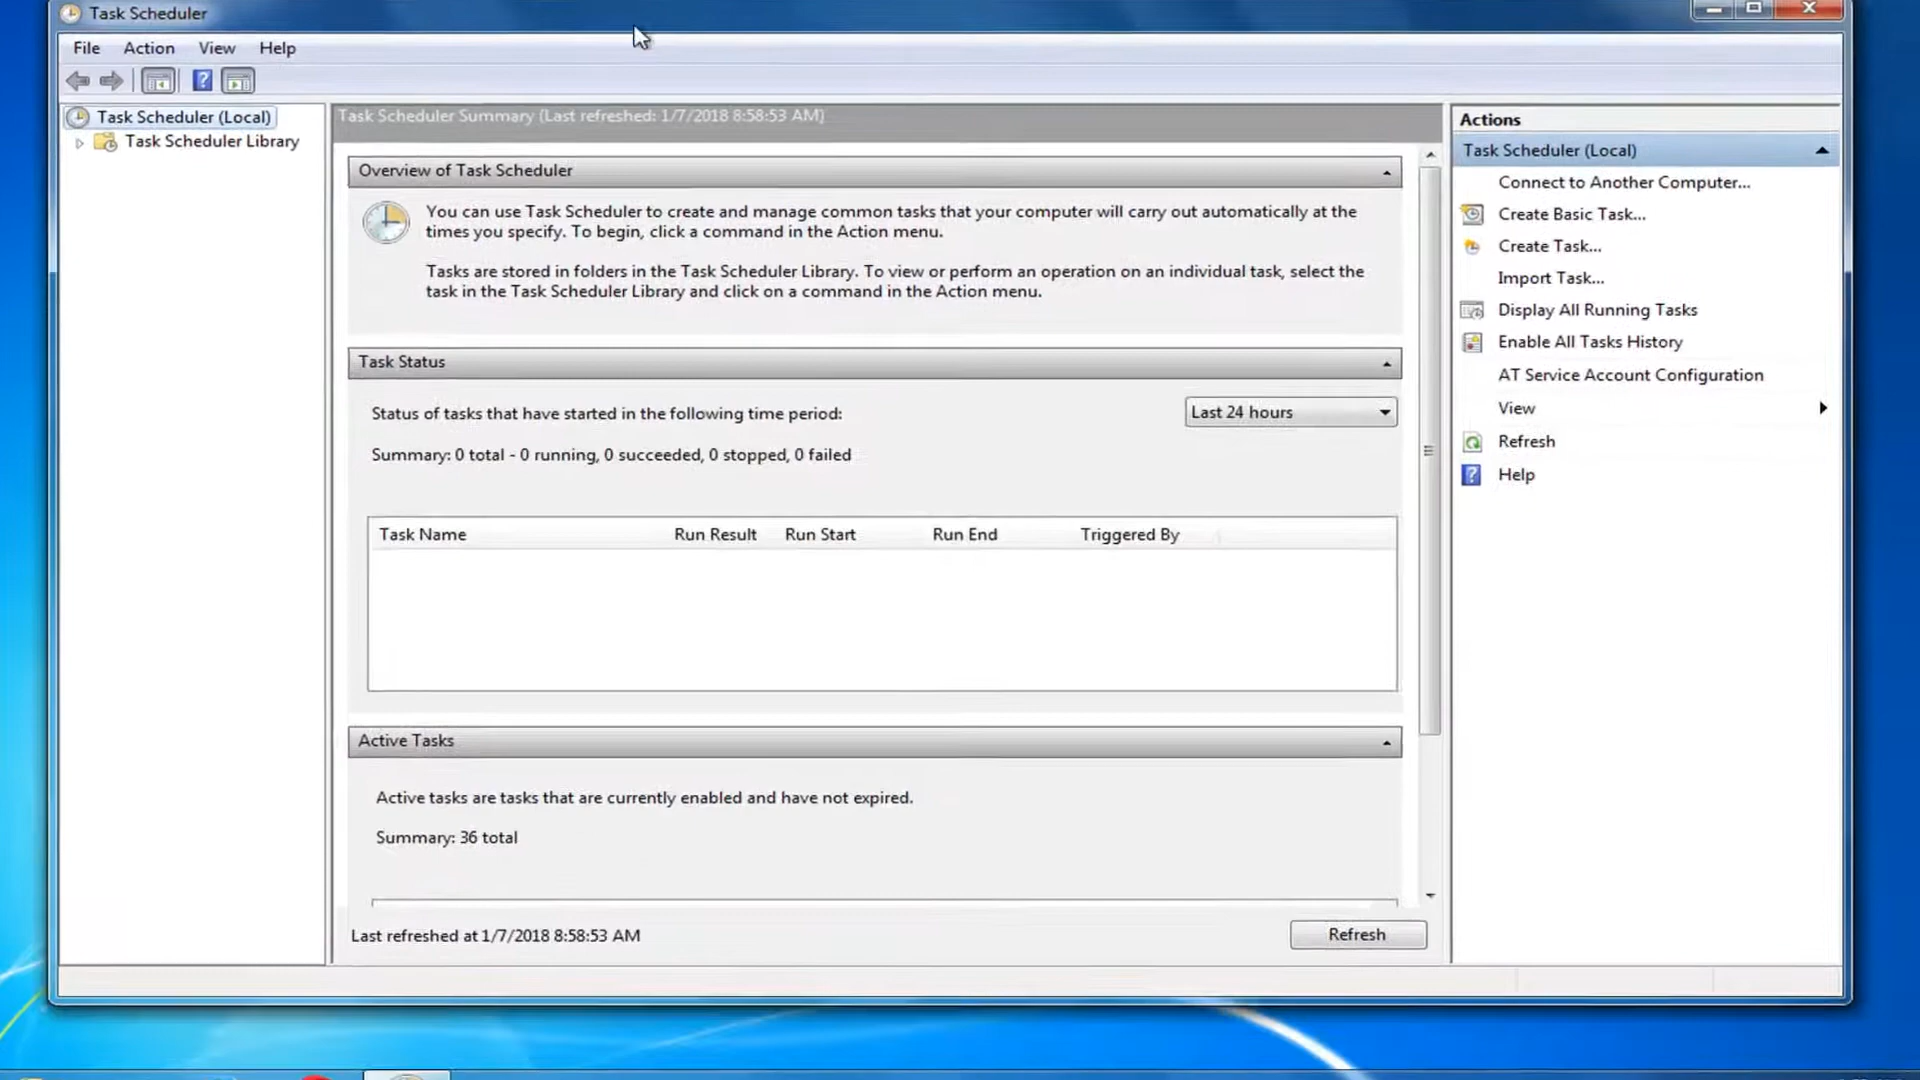 Task Scheduler
File Action View Help
Task Scheduler (Local)
Task Scheduler Library
Task Scheduler Summary (Last refreshed: 1/7/2018 8:58:53 AM)
Overview of Task Scheduler
You can use Task Scheduler to create and manage common tasks that your computer will carry out automatically at the
times you specify. To begin, click a command in the Action menu.
Tasks are stored in folders in the Task Scheduler Library. To view or perform an operation on an individual task, select the
task in the Task Scheduler Library and click on a command in the Action menu.
Task Status
Status of tasks that have started in the following time period:
Last 24 hours
Summary: 0 total - 0 running, 0 succeeded, 0 stopped, 0 failed
Task Name Run Result Run Start Run End Triggered By
Active Tasks
Active tasks are tasks that are currently enabled and have not expired.
Summary: 36 total
Last refreshed at 1/7/2018 8:58:53 AM
Refresh
Actions
Task Scheduler (Local)
Connect to Another Computer...
Create Basic Task...
Create Task...
Import Task...
Display All Running Tasks
Enable All Tasks History
AT Service Account Configuration
View
Refresh
Help